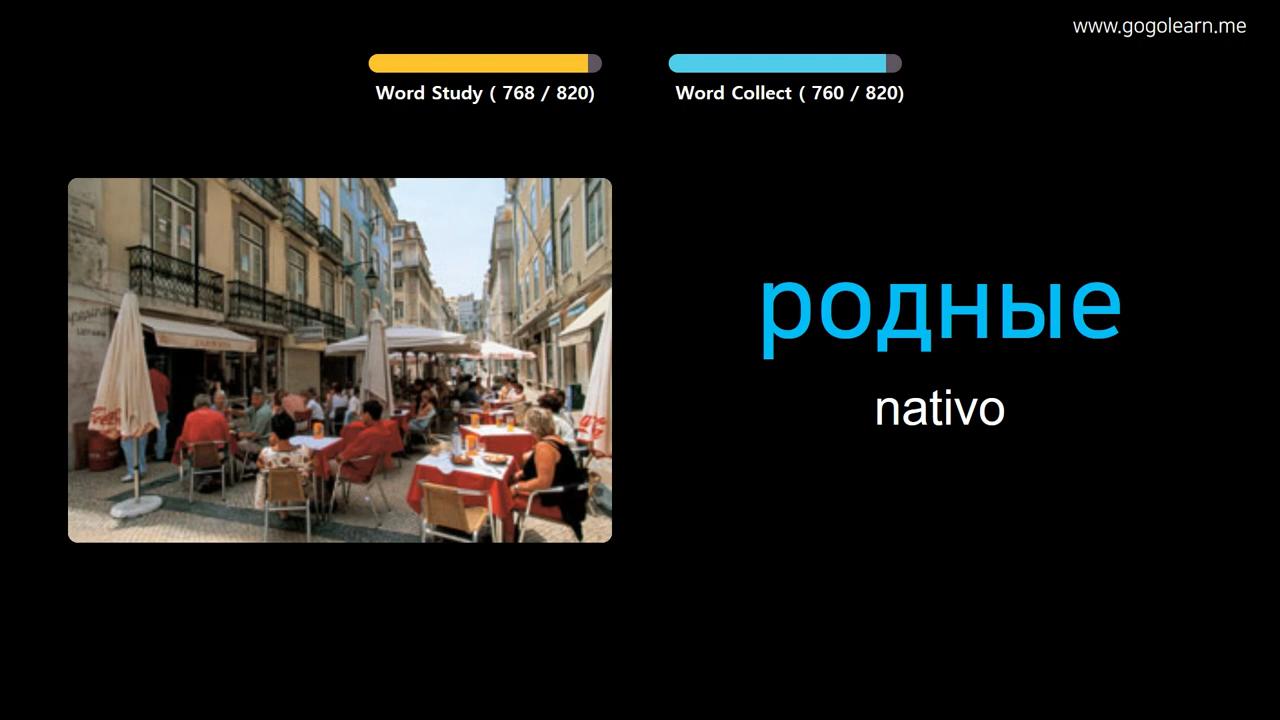 www.gogolearn.me
Word Study ( 768 / 820)
Word Collect ( 760 / 820)
родные
nativo